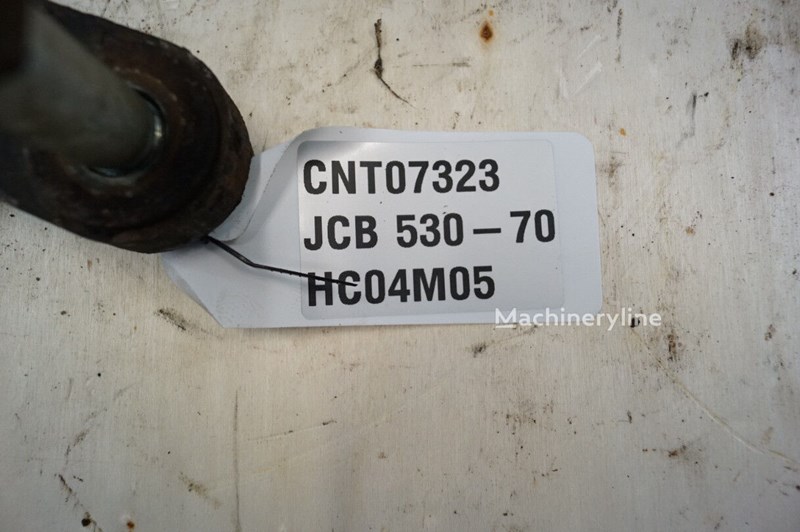 CNT07323
JCB 530-70
HC04M05
Machineryline